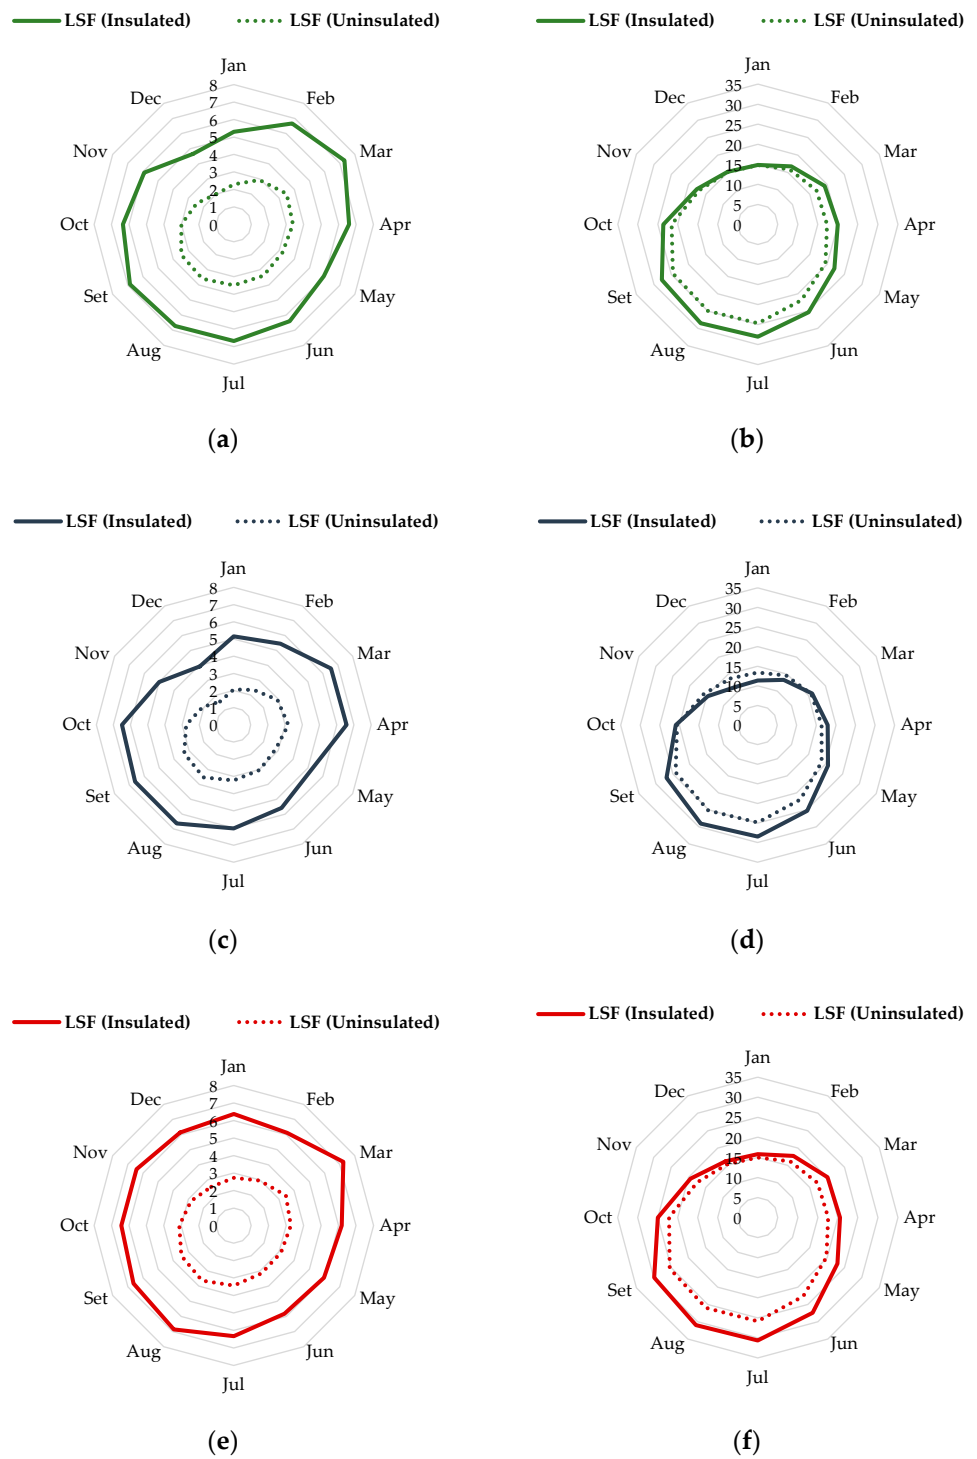 LSF (Insulated) LSF (Uninsulated)
Jan
Feb
Mar
Apr
May
Jun
Jul
Aug
Set
Oct
Nov
Dec
8
7
6
5
4
3
2
1
0
(a)
LSF (Insulated) LSF (Uninsulated)
Jan
Feb
Mar
Apr
May
Jun
Jul
Aug
Set
Oct
Nov
Dec
35
30
25
20
15
10
5
0
(b)
LSF (Insulated) LSF (Uninsulated)
Jan
Feb
Mar
Apr
May
Jun
Jul
Aug
Set
Oct
Nov
Dec
8
7
6
5
4
3
2
1
0
(c)
LSF (Insulated) LSF (Uninsulated)
Jan
Feb
Mar
Apr
May
Jun
Jul
Aug
Set
Oct
Nov
Dec
35
30
25
20
15
10
5
0
(d)
LSF (Insulated) LSF (Uninsulated)
Jan
Feb
Mar
Apr
May
Jun
Jul
Aug
Set
Oct
Nov
Dec
8
7
6
5
4
3
2
1
0
(e)
LSF (Insulated) LSF (Uninsulated)
Jan
Feb
Mar
Apr
May
Jun
Jul
Aug
Set
Oct
Nov
Dec
35
30
25
20
15
10
5
0
(f)